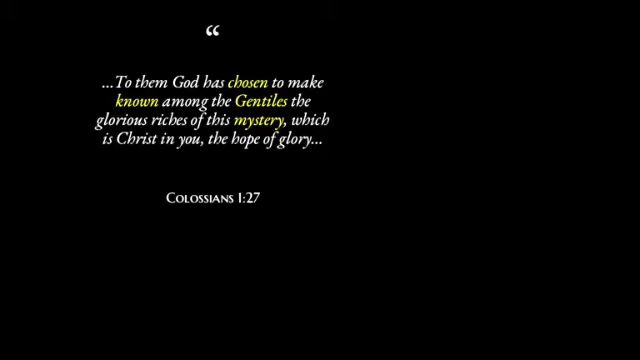 “
...To them God has chosen to make
known among the Gentiles the
glorious riches of this mystery, which
is Christ in you, the hope of glory...
Colossians 1:27